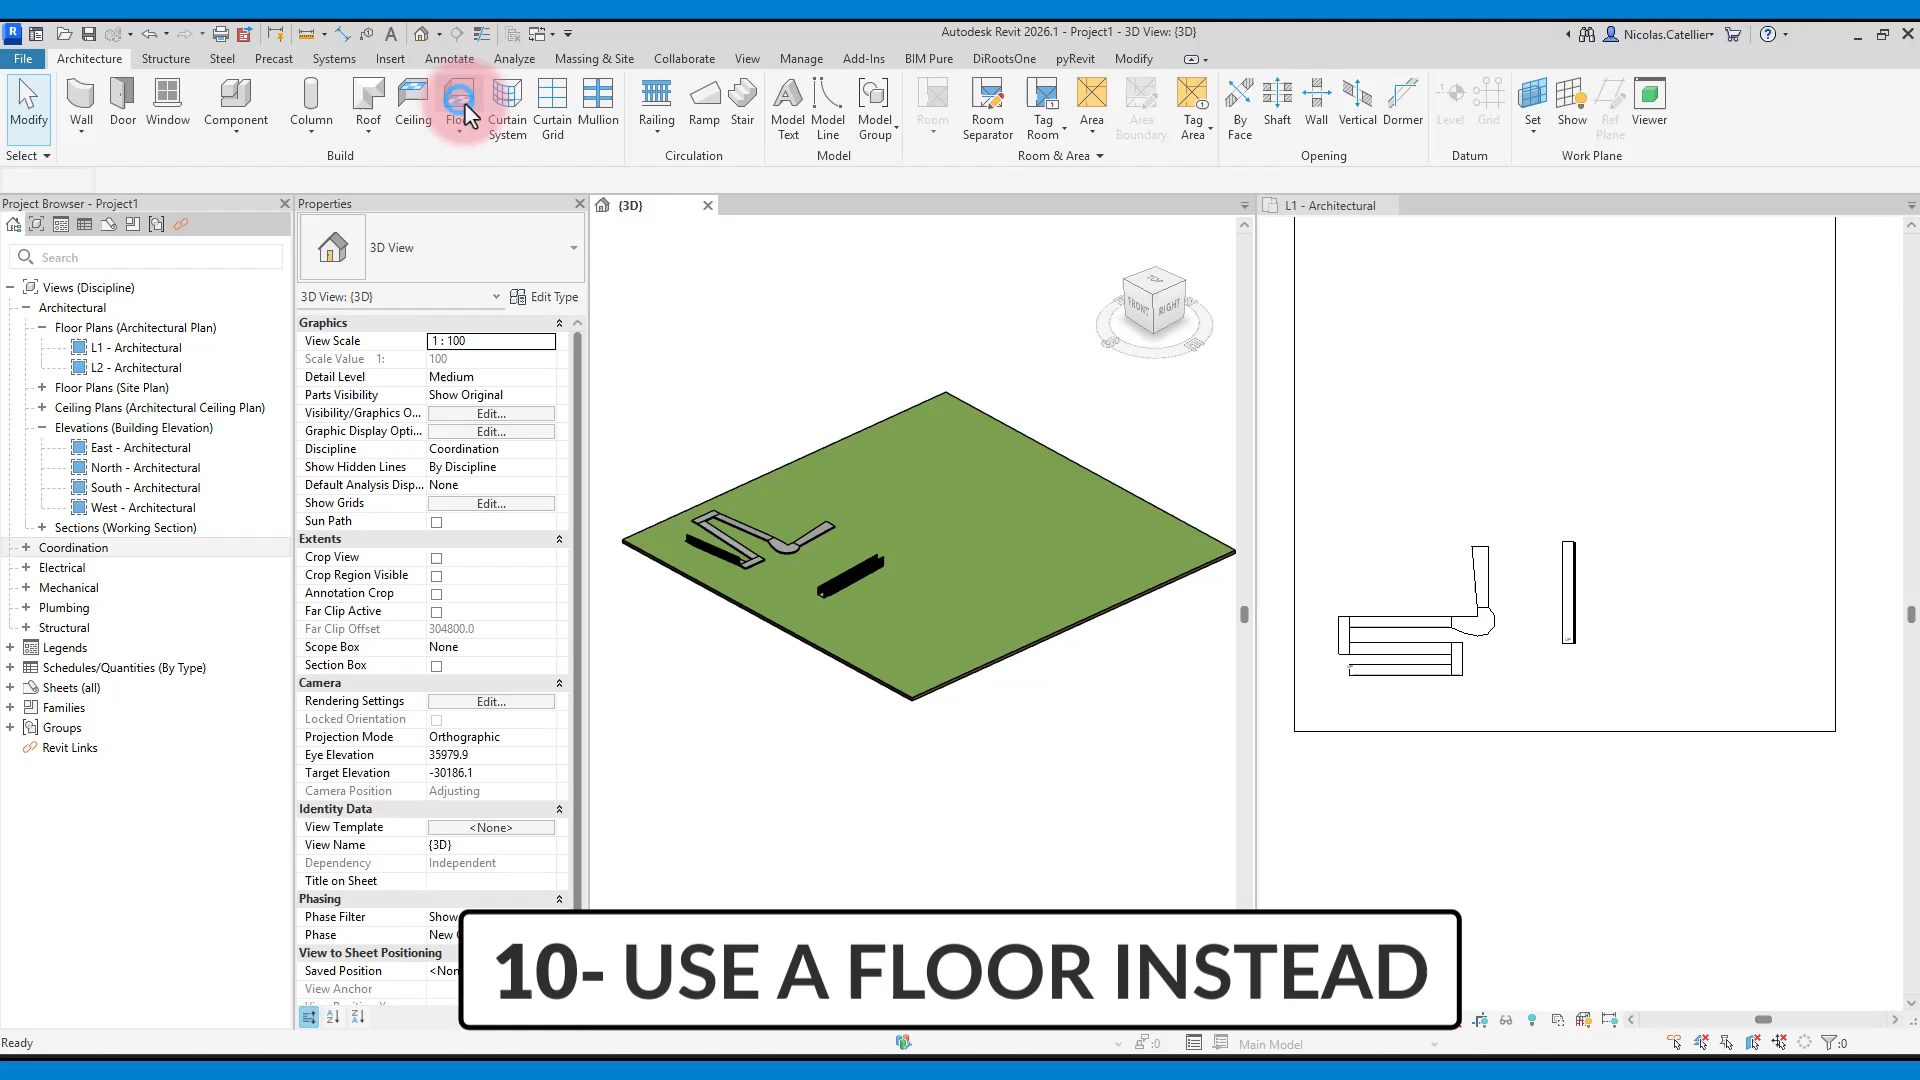 Autodesk Revit 2026.1 - Project1 - 3D View: {3D}
Nicolas.Catellier
File
Architecture
Structure
Steel
Precast
Systems
Insert
Annotate
Analyze
Massing & Site
Collaborate
View
Manage
Add-Ins
BIM Pure
DiRootsOne
pyRevit
Modify
Modify
Wall
Door
Window
Component
Column
Roof
Ceiling
Curtain System
Curtain Grid
Mullion
Railing
Ramp
Stair
Model Text
Model Line
Model Group
Room
Room Separator
Tag Room
Area
Area Boundary
Tag Area
By Face
Shaft
Wall
Vertical
Dormer
Level
Grid
Set
Show
Ref Plane
Viewer
Select
Build
Circulation
Model
Room & Area
Opening
Datum
Work Plane
Project Browser - Project1
Search
Views (Discipline)
Architectural
Floor Plans (Architectural Plan)
L1 - Architectural
L2 - Architectural
Floor Plans (Site Plan)
Ceiling Plans (Architectural Ceiling Plan)
Elevations (Building Elevation)
East - Architectural
North - Architectural
South - Architectural
West - Architectural
Sections (Working Section)
Coordination
Electrical
Mechanical
Plumbing
Structural
Legends
Schedules/Quantities (By Type)
Sheets (all)
Families
Groups
Revit Links
Properties
3D View
3D View: {3D}
Edit Type
Graphics
View Scale 1 : 100
Scale Value 1: 100
Detail Level Medium
Parts Visibility Show Original
Visibility/Graphics O... Edit...
Graphic Display Opti... Edit...
Discipline Coordination
Show Hidden Lines By Discipline
Default Analysis Disp... None
Show Grids Edit...
Sun Path
Extents
Crop View
Crop Region Visible
Annotation Crop
Far Clip Active
Far Clip Offset 304800.0
Scope Box None
Section Box
Camera
Rendering Settings Edit...
Locked Orientation
Projection Mode Orthographic
Eye Elevation 35979.9
Target Elevation -30186.1
Camera Position Adjusting
Identity Data
View Template <None>
View Name {3D}
Dependency Independent
Title on Sheet
Phasing
Phase Filter Show
Phase New
View to Sheet Positioning
Saved Position
View Anchor
{3D}
L1 - Architectural
TOP
FRONT
RIGHT
10- USE A FLOOR INSTEAD
Ready
:0
Main Model
:0